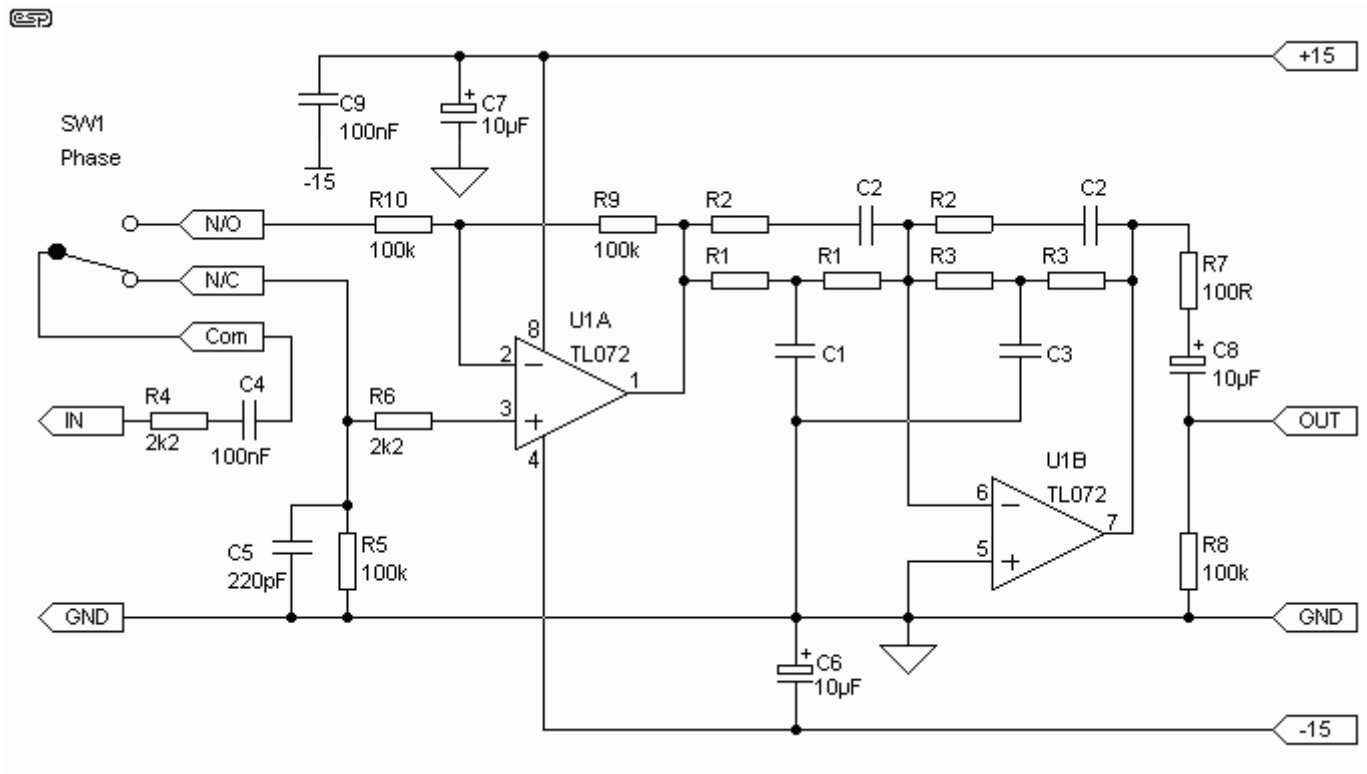 esp
+15
C9
100nF
-15
+
C7
10µF
SW1
Phase
N/O
N/C
Com
IN
R4
2k2
C4
100nF
R10
100k
R9
100k
R2
C2
R2
C2
R1
R1
R3
R3
C1
C3
R7
100R
+
C8
10µF
OUT
R6
2k2
8
2
3
4
1
U1A
TL072
U1B
TL072
6
5
7
C5
220pF
R5
100k
R8
100k
GND
GND
+
C6
10µF
-15